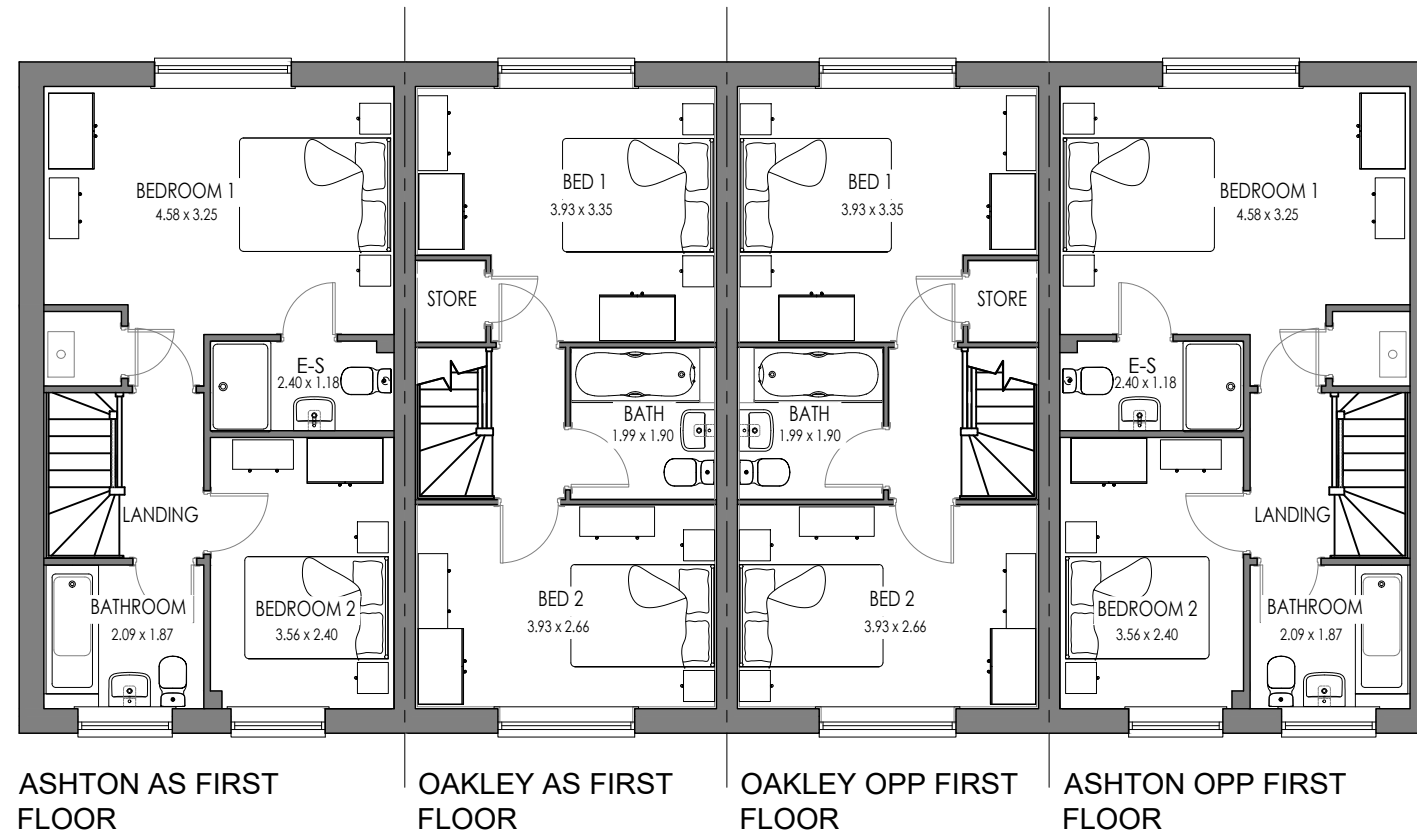 BEDROOM 1
4.58 x 3.25
E-S
2.40 x 1.18
LANDING
BATHROOM
2.09 x 1.87
BEDROOM 2
3.56 x 2.40
BED 1
3.93 x 3.35
STORE
BATH
1.99 x 1.90
BED 2
3.93 x 2.66
BED 1
3.93 x 3.35
STORE
BATH
1.99 x 1.90
BED 2
3.93 x 2.66
BEDROOM 1
4.58 x 3.25
E-S
2.40 x 1.18
LANDING
BEDROOM 2
3.56 x 2.40
BATHROOM
2.09 x 1.87
ASHTON AS FIRST
FLOOR
OAKLEY AS FIRST
FLOOR
OAKLEY OPP FIRST
FLOOR
ASHTON OPP FIRST
FLOOR